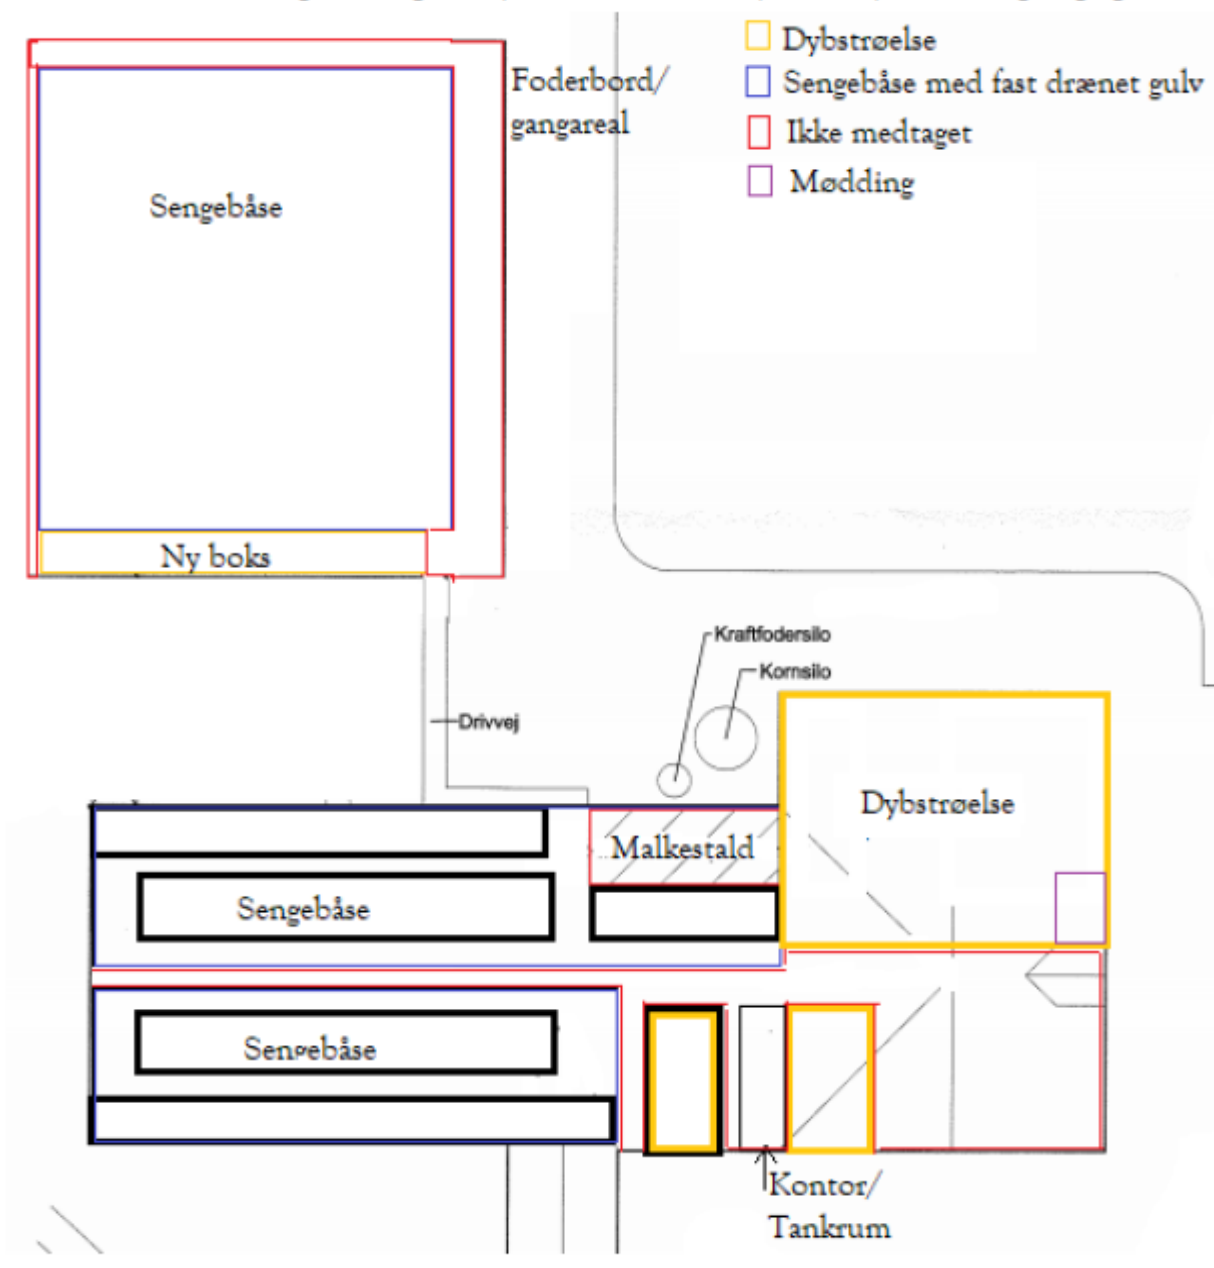 Dybstrøelse
Sengebåse med fast drænet gulv
Ikke medtaget
Mødding
Foderbord/
gangareal
Sengebåse
Ny boks
Kraftfodersilo
Kornsilo
Drivvej
Dybstrøelse
Malkestald
Sengebåse
Sengebåse
Kontor/
Tankrum